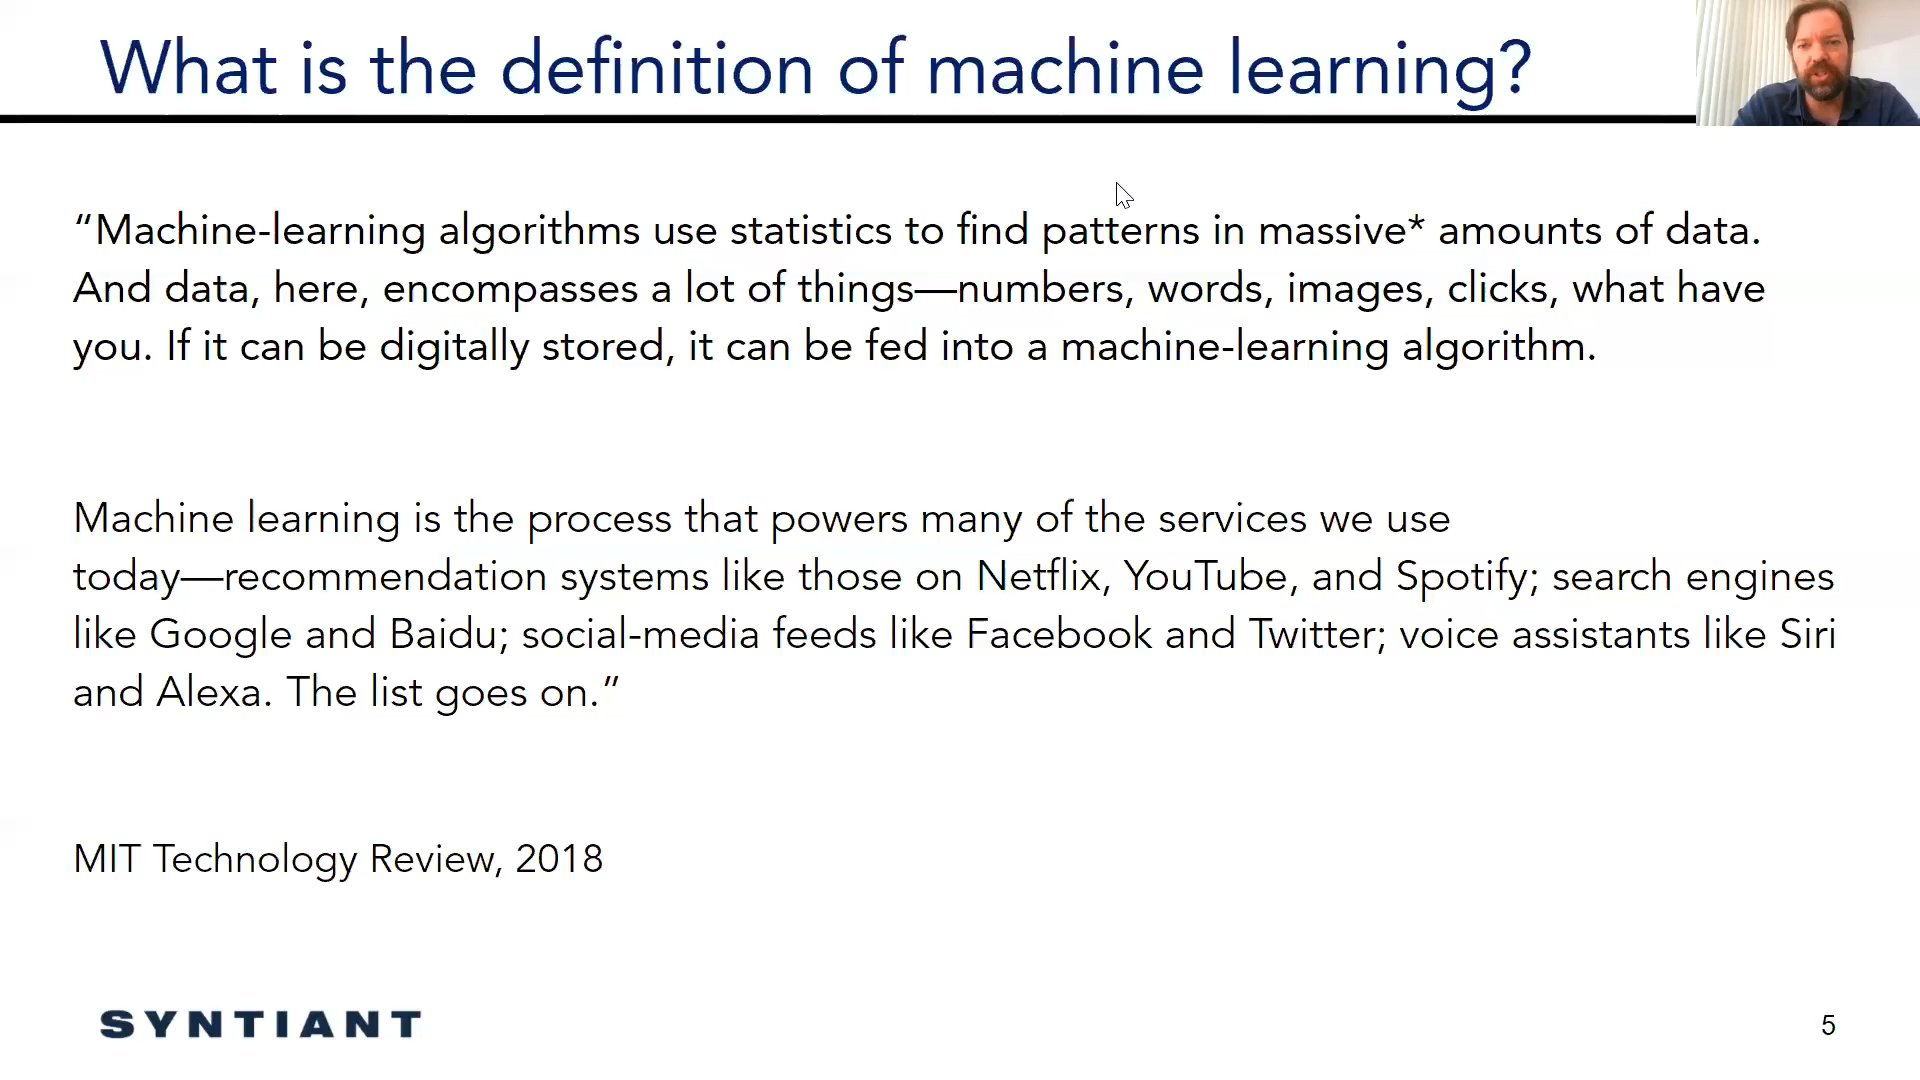 What is the definition of machine learning?
“Machine-learning algorithms use statistics to find patterns in massive* amounts of data.
And data, here, encompasses a lot of things—numbers, words, images, clicks, what have
you. If it can be digitally stored, it can be fed into a machine-learning algorithm.
Machine learning is the process that powers many of the services we use
today—recommendation systems like those on Netflix, YouTube, and Spotify; search engines
like Google and Baidu; social-media feeds like Facebook and Twitter; voice assistants like Siri
and Alexa. The list goes on.”
MIT Technology Review, 2018
SYNTIANT
5